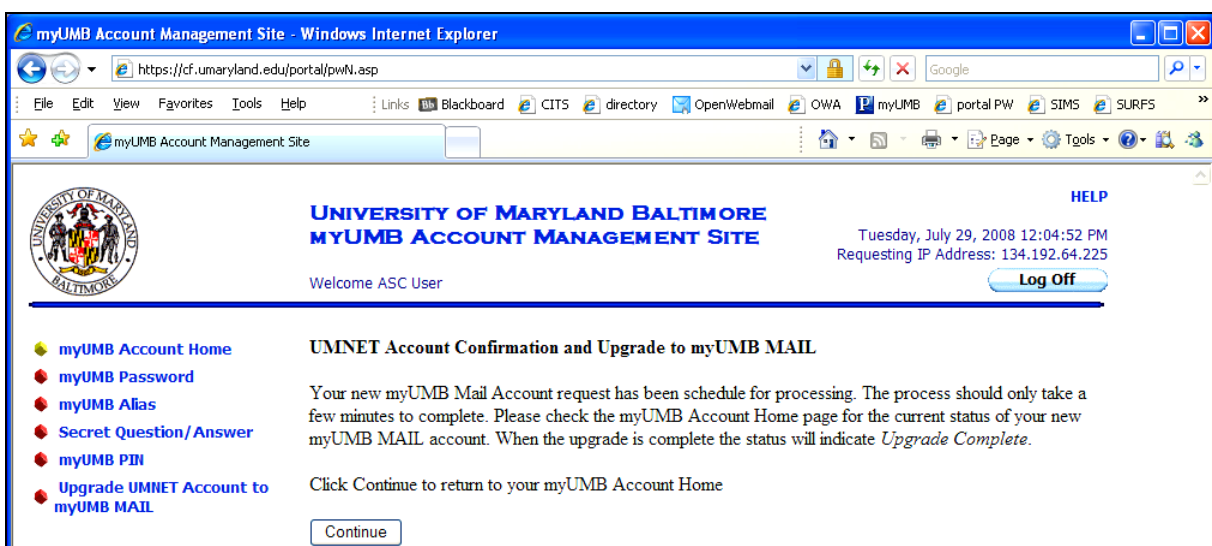 myUMB Account Management Site - Windows Internet Explorer
https://cf.umaryland.edu/portal/pwN.asp
Google
File Edit View Favorites Tools Help Links Bb Blackboard CITS directory OpenWebmail OWA P myUMB portal PW SIMS SURFS »
myUMB Account Management Site Page Tools
UNIVERSITY OF MARYLAND
BALTIMORE
HELP
UNIVERSITY OF MARYLAND BALTIMORE
MYUMB ACCOUNT MANAGEMENT SITE
Tuesday, July 29, 2008 12:04:52 PM
Requesting IP Address: 134.192.64.225
Welcome ASC User
Log Off
myUMB Account Home
myUMB Password
myUMB Alias
Secret Question/Answer
myUMB PIN
Upgrade UMNET Account to
myUMB MAIL
UMNET Account Confirmation and Upgrade to myUMB MAIL
Your new myUMB Mail Account request has been schedule for processing. The process should only take a
few minutes to complete. Please check the myUMB Account Home page for the current status of your new
myUMB MAIL account. When the upgrade is complete the status will indicate Upgrade Complete.
Click Continue to return to your myUMB Account Home
Continue